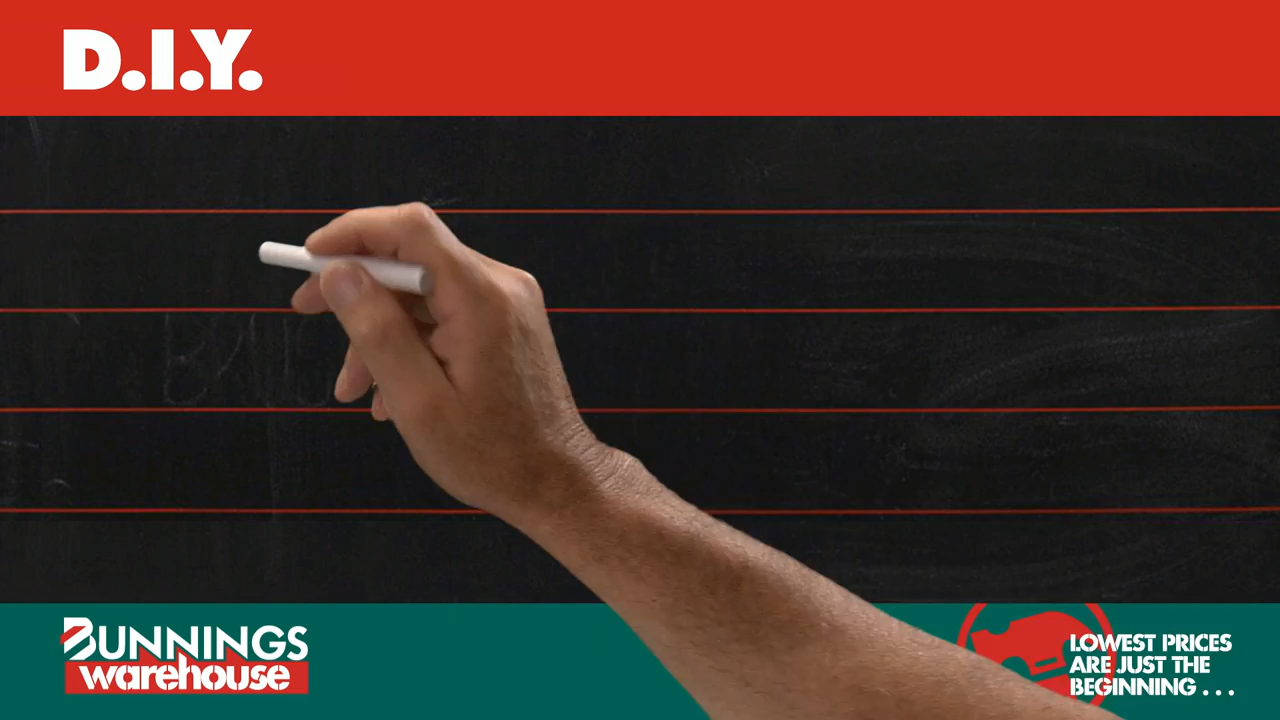 D.I.Y.
BUNNINGS
warehouse
LOWEST PRICES
ARE JUST THE
BEGINNING . . .